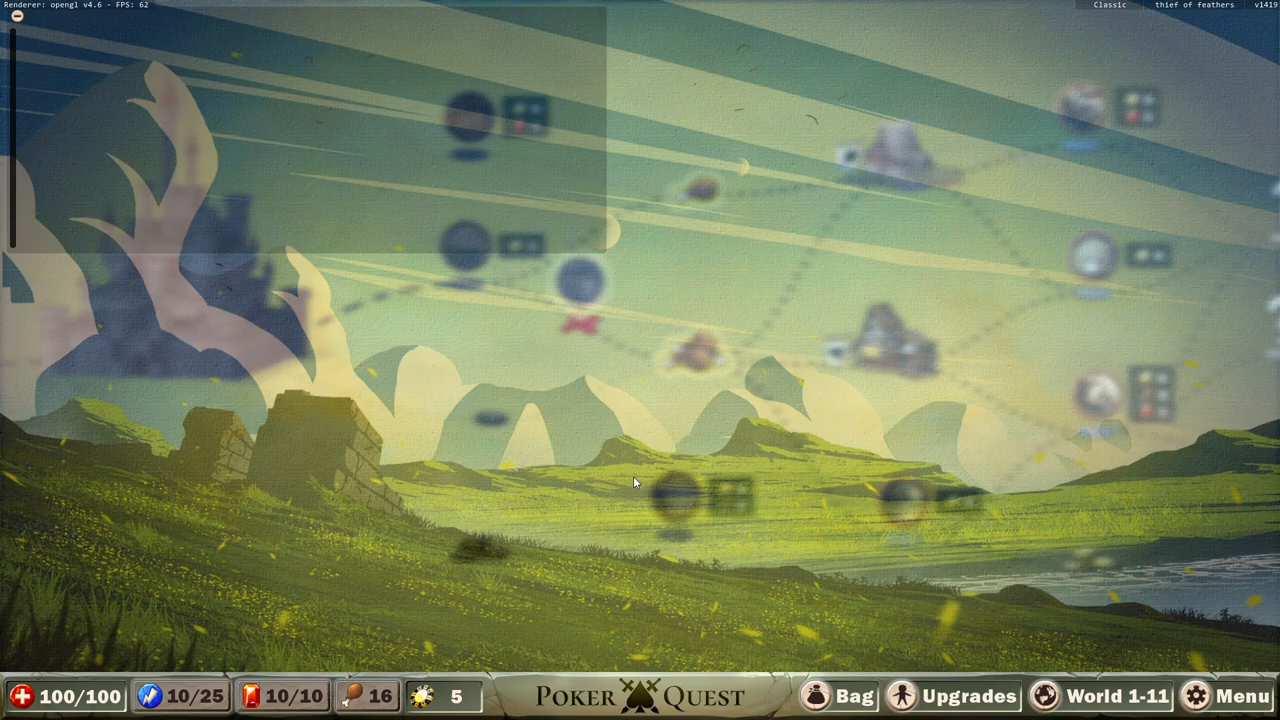 Renderer: opengl v4.6 - FPS: 62
Classic thief of feathers v1419
100/100 10/25 10/10 16 5 POKER QUEST Bag Upgrades World 1-11 Menu